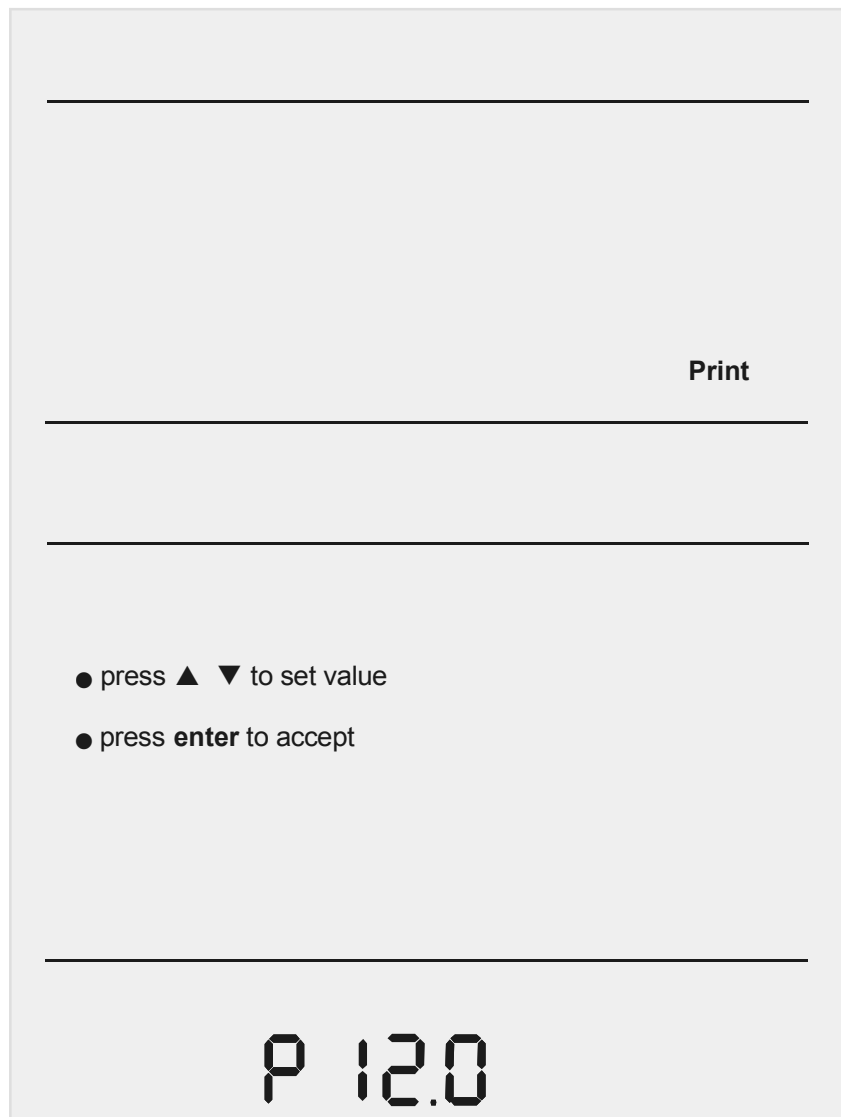 Print
● press ▲ ▼ to set value
● press enter to accept
P 12.0